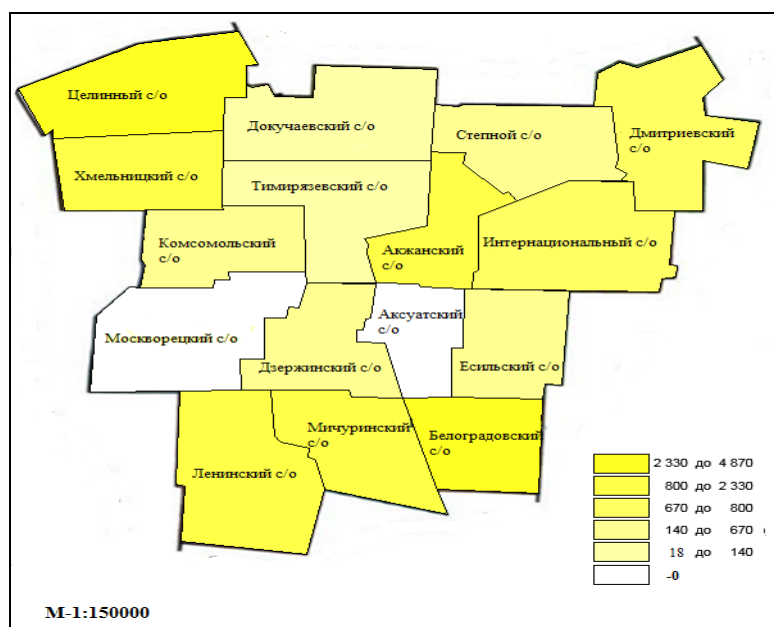 Целинный с/о
Докучаевский с/о
Степной с/о
Дмитриевский
с/о
Хмельницкий с/о
Тимирязевский с/о
Комсомольский
с/о
Акжанский
с/о
Интернациональный с/о
Москворецкий с/о
Аксуатский
с/о
Дзержинский с/о
Есильский с/о
Мичуринский
с/о
Белоградовский
с/о
Ленинский с/о
2 330 до 4 870
800 до 2 330
670 до 800
140 до 670
18 до 140
-0
М-1:150000